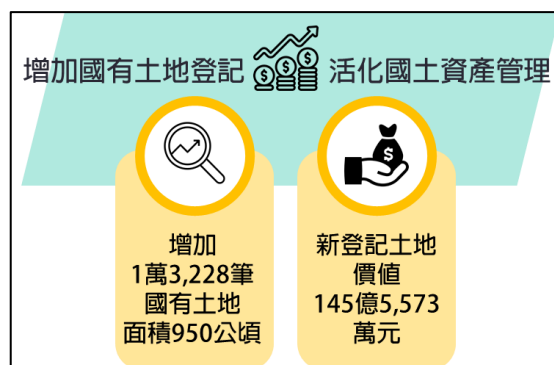 增加國有土地登記 活化國土資產管理
增加
1萬3,228筆
國有土地
面積950公頃
新登記土地
價值
145億5,573
萬元